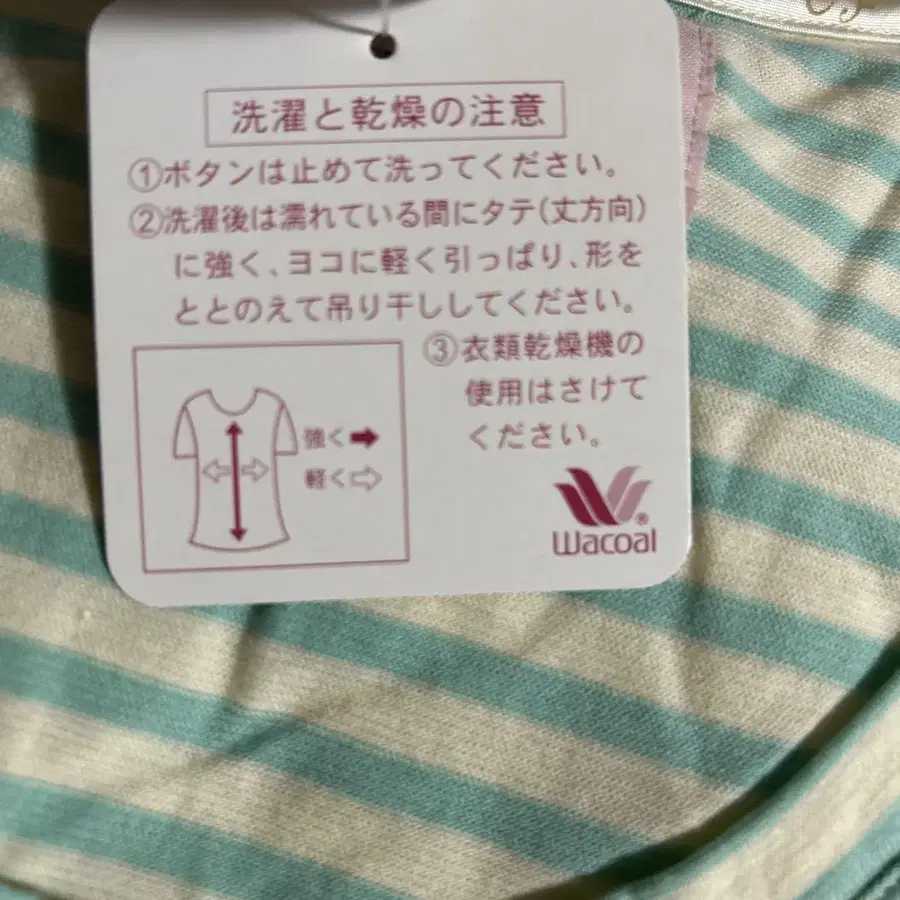 洗濯と乾燥の注意
①ボタンは止めて洗ってください。
②洗濯後は濡れている間にタテ(丈方向)
に強く、ヨコに軽く引っぱり、形を
ととのえて吊り干ししてください。
③衣類乾燥機の
使用はさけて
ください。
強く
軽く
Wacoal®